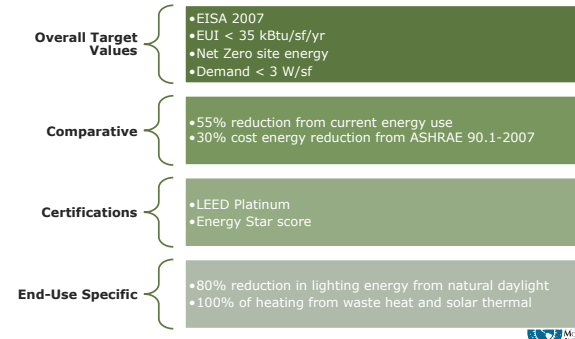 Overall Target
Values
•EISA 2007
•EUI < 35 kBtu/sf/yr
•Net Zero site energy
•Demand < 3 W/sf
Comparative
•55% reduction from current energy use
•30% cost energy reduction from ASHRAE 90.1-2007
Certifications
•LEED Platinum
•Energy Star score
End-Use Specific
•80% reduction in lighting energy from natural daylight
•100% of heating from waste heat and solar thermal